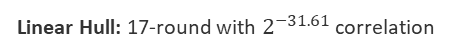 Linear Hull: 17-round with 2⁻³¹·⁶¹ correlation